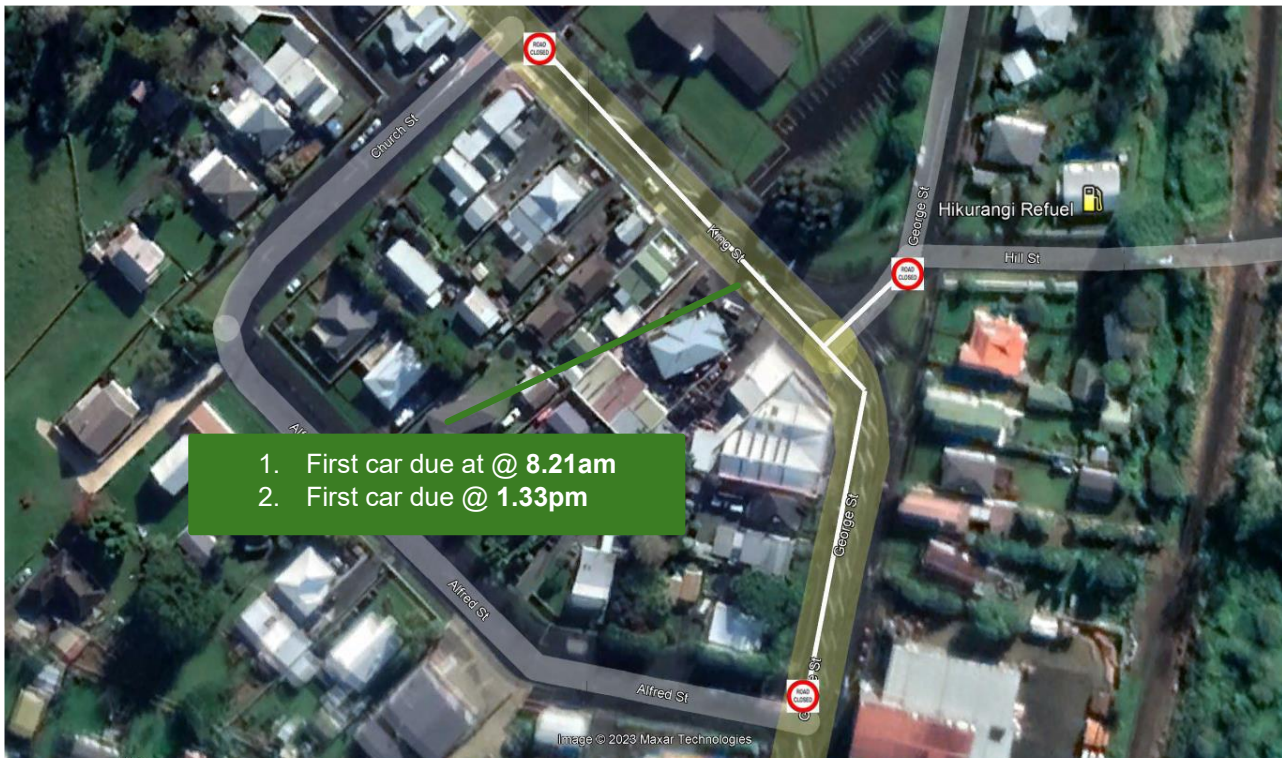 ROAD
CLOSED
Church St.
King St
George St
Hikurangi Refuel
Hill St
ROAD
CLOSED
1. First car due at @ 8.21am
2. First car due @ 1.33pm
George St
Alfred St
Alfred St
ROAD
CLOSED
Image © 2023 Maxar Technologies